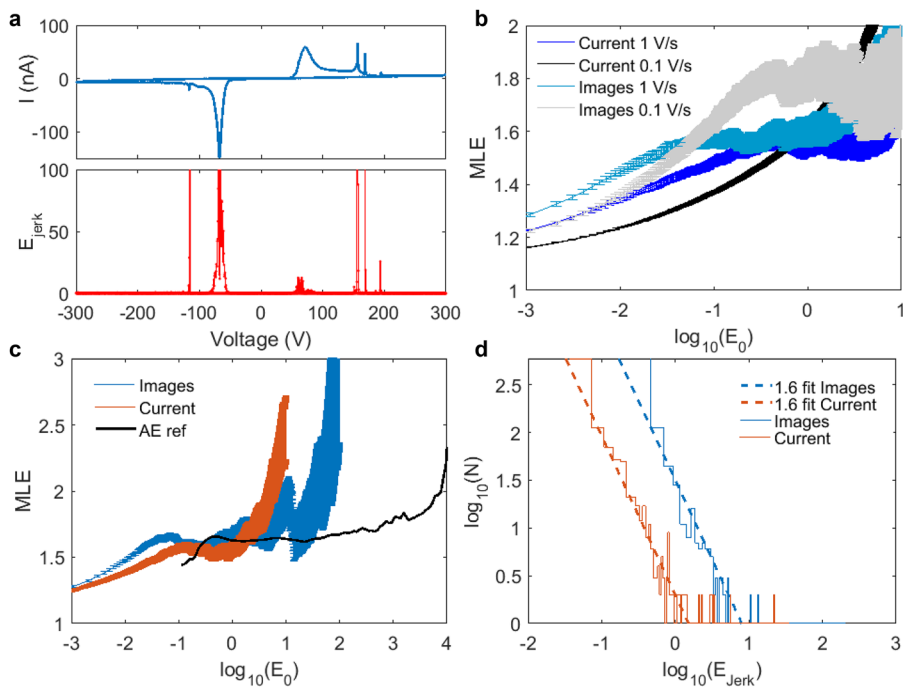 a
100
0
-100
I (nA)
100
50
0
E_jerk
-300 -200 -100 0 100 200 300
Voltage (V)
b
2
1.8
1.6
1.4
1.2
1
MLE
Current 1 V/s
Current 0.1 V/s
Images 1 V/s
Images 0.1 V/s
-3 -2 -1 0 1
log10(E0)
c
3
2.5
2
1.5
1
MLE
Images
Current
AE ref
-3 -2 -1 0 1 2 3 4
log10(E0)
d
2.5
2
1.5
1
0.5
0
log10(N)
1.6 fit Images
1.6 fit Current
Images
Current
-2 -1 0 1 2 3
log10(EJerk)